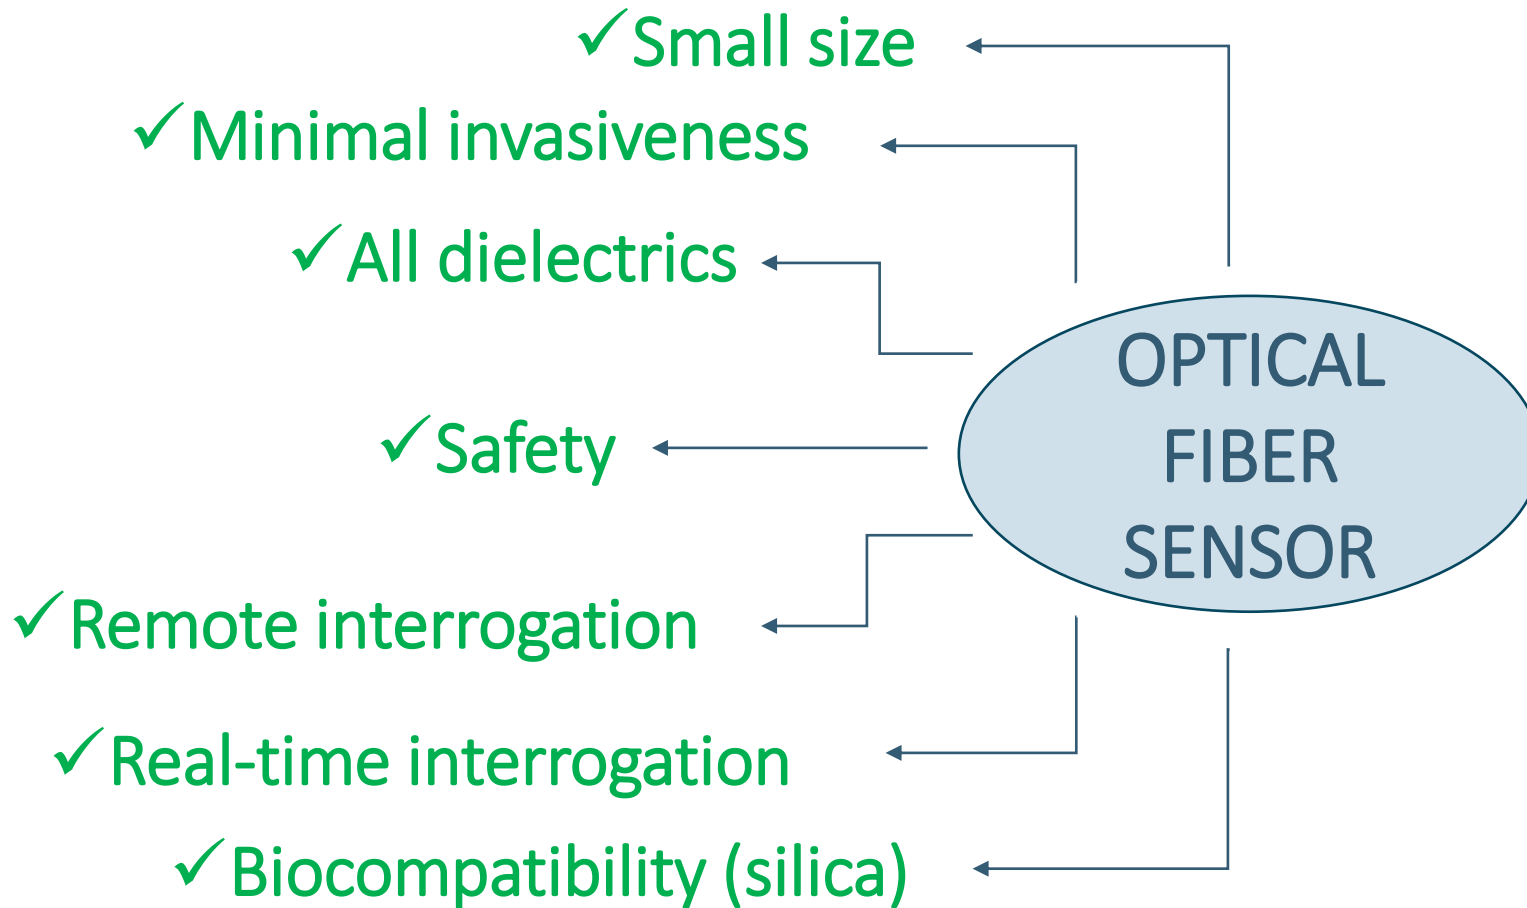 ✓Small size
✓Minimal invasiveness
✓All dielectrics
✓Safety
✓Remote interrogation
✓Real-time interrogation
✓Biocompatibility (silica)
OPTICAL
FIBER
SENSOR